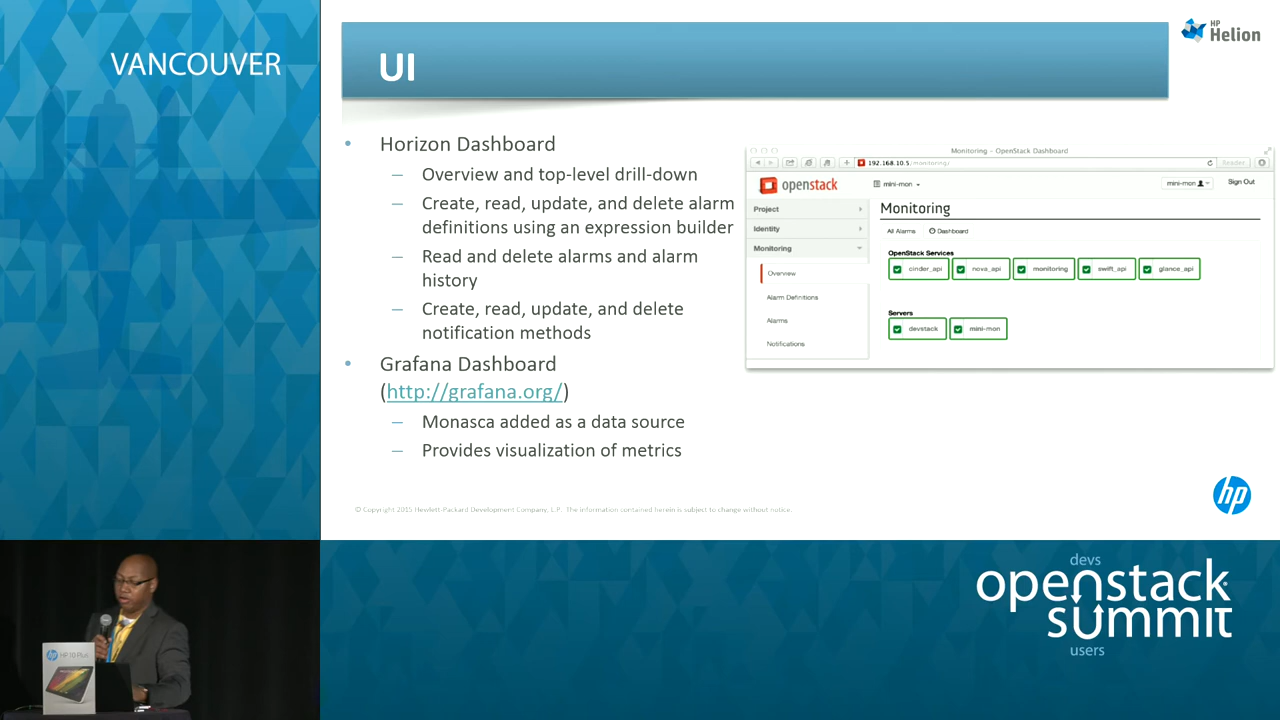 VANCOUVER
UI
HP
Helion
• Horizon Dashboard
– Overview and top-level drill-down
– Create, read, update, and delete alarm
definitions using an expression builder
– Read and delete alarms and alarm
history
– Create, read, update, and delete
notification methods
• Grafana Dashboard
(http://grafana.org/)
– Monasca added as a data source
– Provides visualization of metrics
Monitoring - OpenStack Dashboard
192.168.10.5/monitoring/
Reader
openstack
mini-mon
mini-mon
Sign Out
Project
Identity
Monitoring
Overview
Alarm Definitions
Alarms
Notifications
Monitoring
All Alarms
Dashboard
OpenStack Services
cinder_api
nova_api
monitoring
swift_api
glance_api
Servers
devstack
mini-mon
© Copyright 2015 Hewlett-Packard Development Company, L.P. The information contained herein is subject to change without notice.
hp
HP 10 Plus
devs
openstack
summit
users